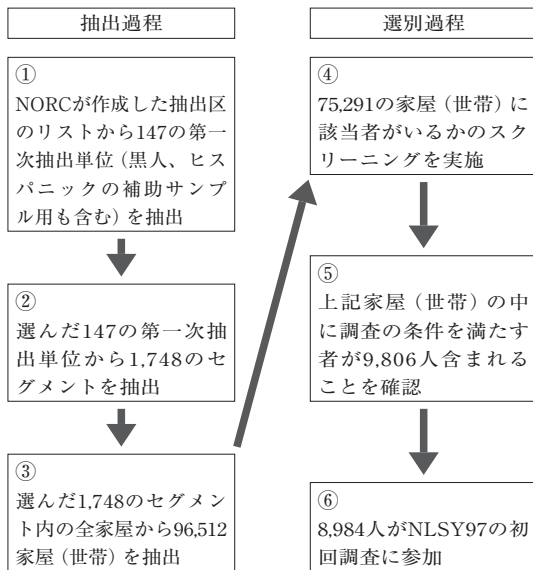 抽出過程
①
NORCが作成した抽出区
のリストから147の第一
次抽出単位（黒人、ヒス
パニックの補助サンプ
ル用も含む）を抽出
②
選んだ147の第一次抽
出単位から1,748のセ
グメントを抽出
③
選んだ1,748のセグメン
ト内の全家屋から96,512
家屋（世帯）を抽出
選別過程
④
75,291の家屋（世帯）に
該当者がいるかのスク
リーニングを実施
⑤
上記家屋（世帯）の中
に調査の条件を満たす
者が9,806人含まれる
ことを確認
⑥
8,984人がNLSY97の初
回調査に参加